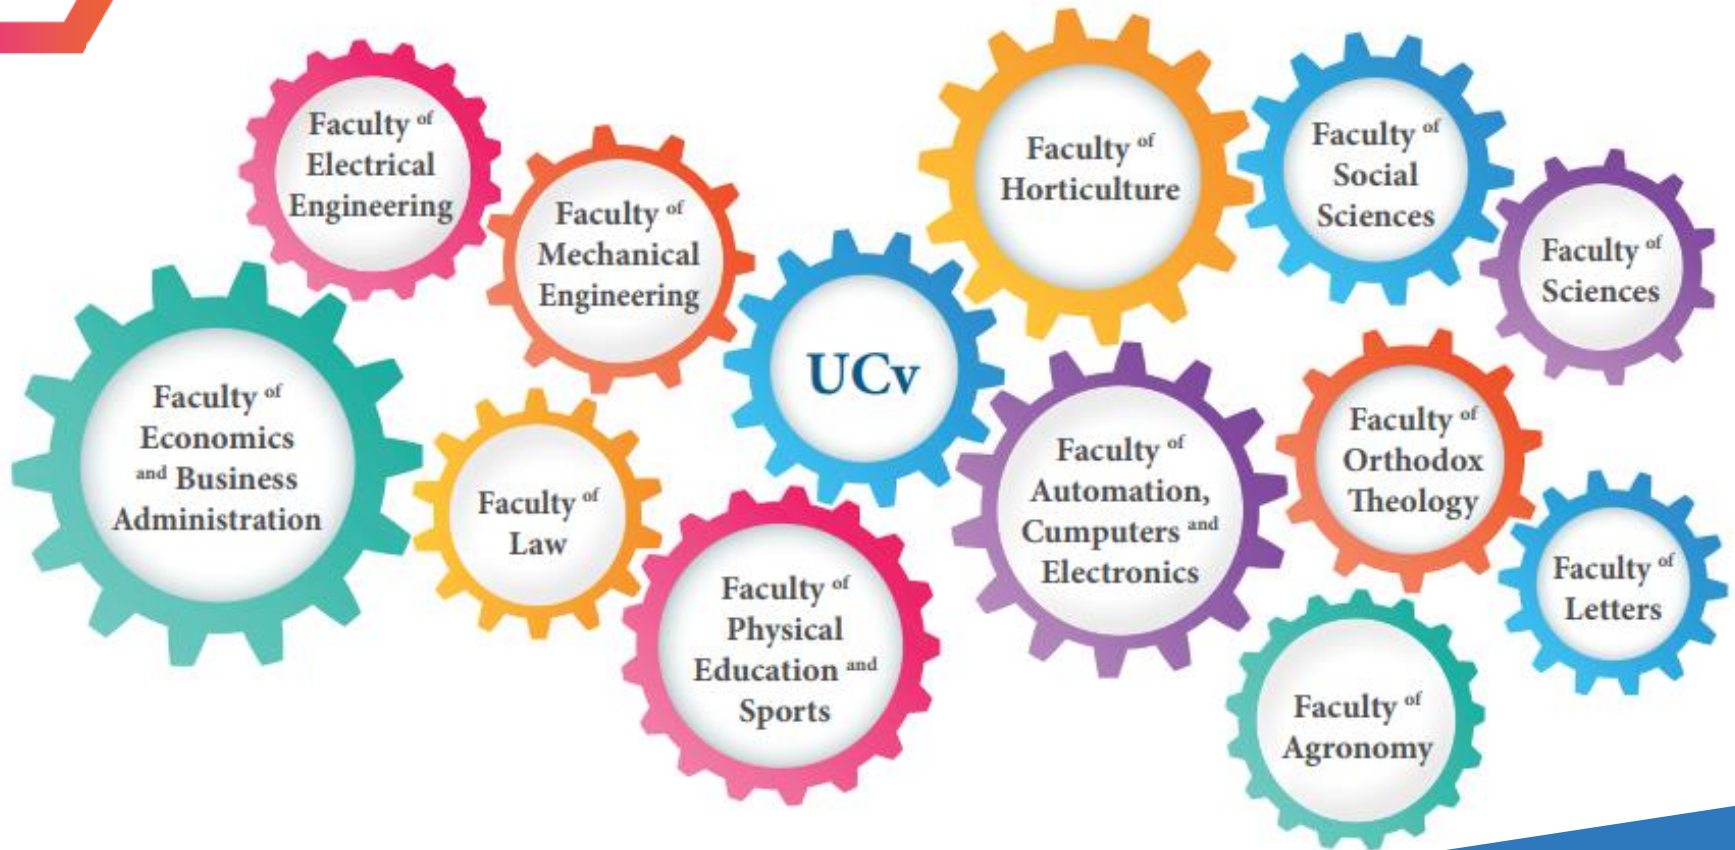 Faculty of
Electrical
Engineering
Faculty of
Mechanical
Engineering
Faculty of
Horticulture
Faculty of
Social
Sciences
Faculty of
Sciences
UCv
Faculty of
Economics
and Business
Administration
Faculty of
Law
Faculty of
Physical
Education and
Sports
Faculty of
Automation,
Cumputers and
Electronics
Faculty of
Orthodox
Theology
Faculty of
Letters
Faculty of
Agronomy